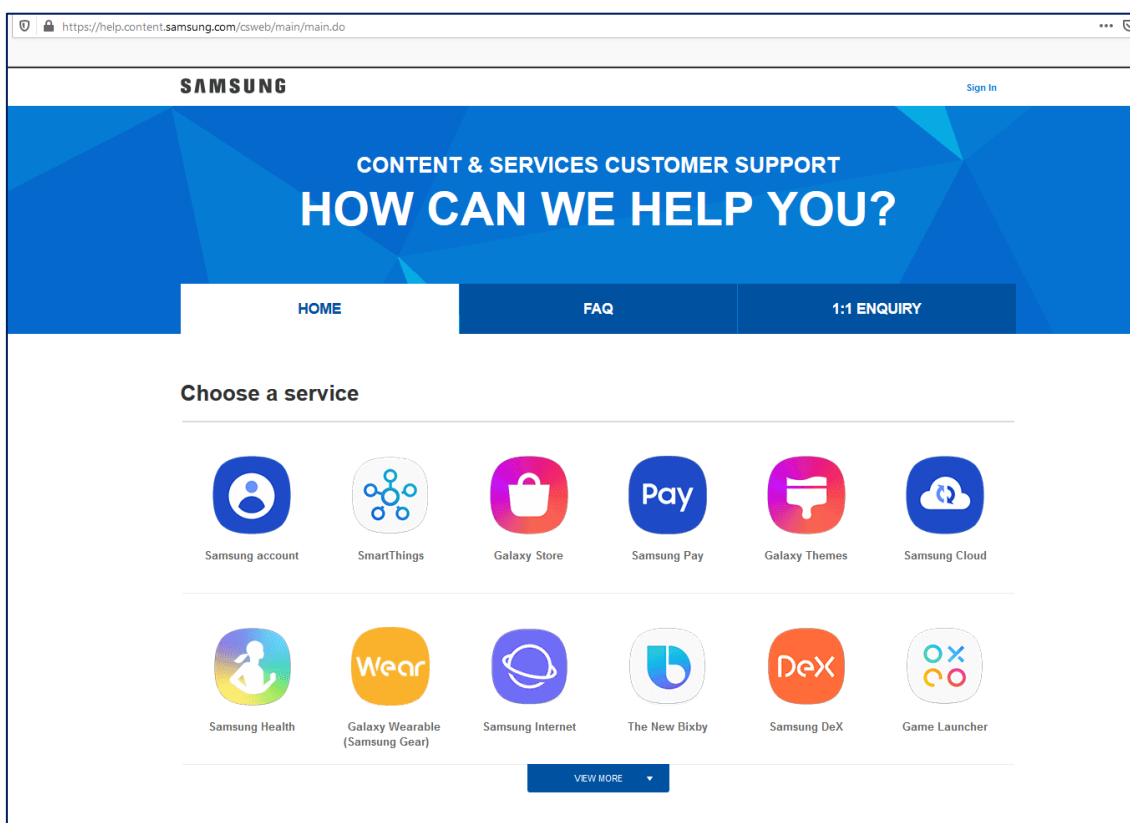 https://help.content.samsung.com/csweb/main/main.do
SAMSUNG
Sign In
CONTENT & SERVICES CUSTOMER SUPPORT
HOW CAN WE HELP YOU?
HOME
FAQ
1:1 ENQUIRY
Choose a service
Pay
Samsung account
SmartThings
Galaxy Store
Samsung Pay
Galaxy Themes
Samsung Cloud
Wear
DeX
Samsung Health
Galaxy Wearable
(Samsung Gear)
Samsung Internet
The New Bixby
Samsung DeX
Game Launcher
VIEW MORE